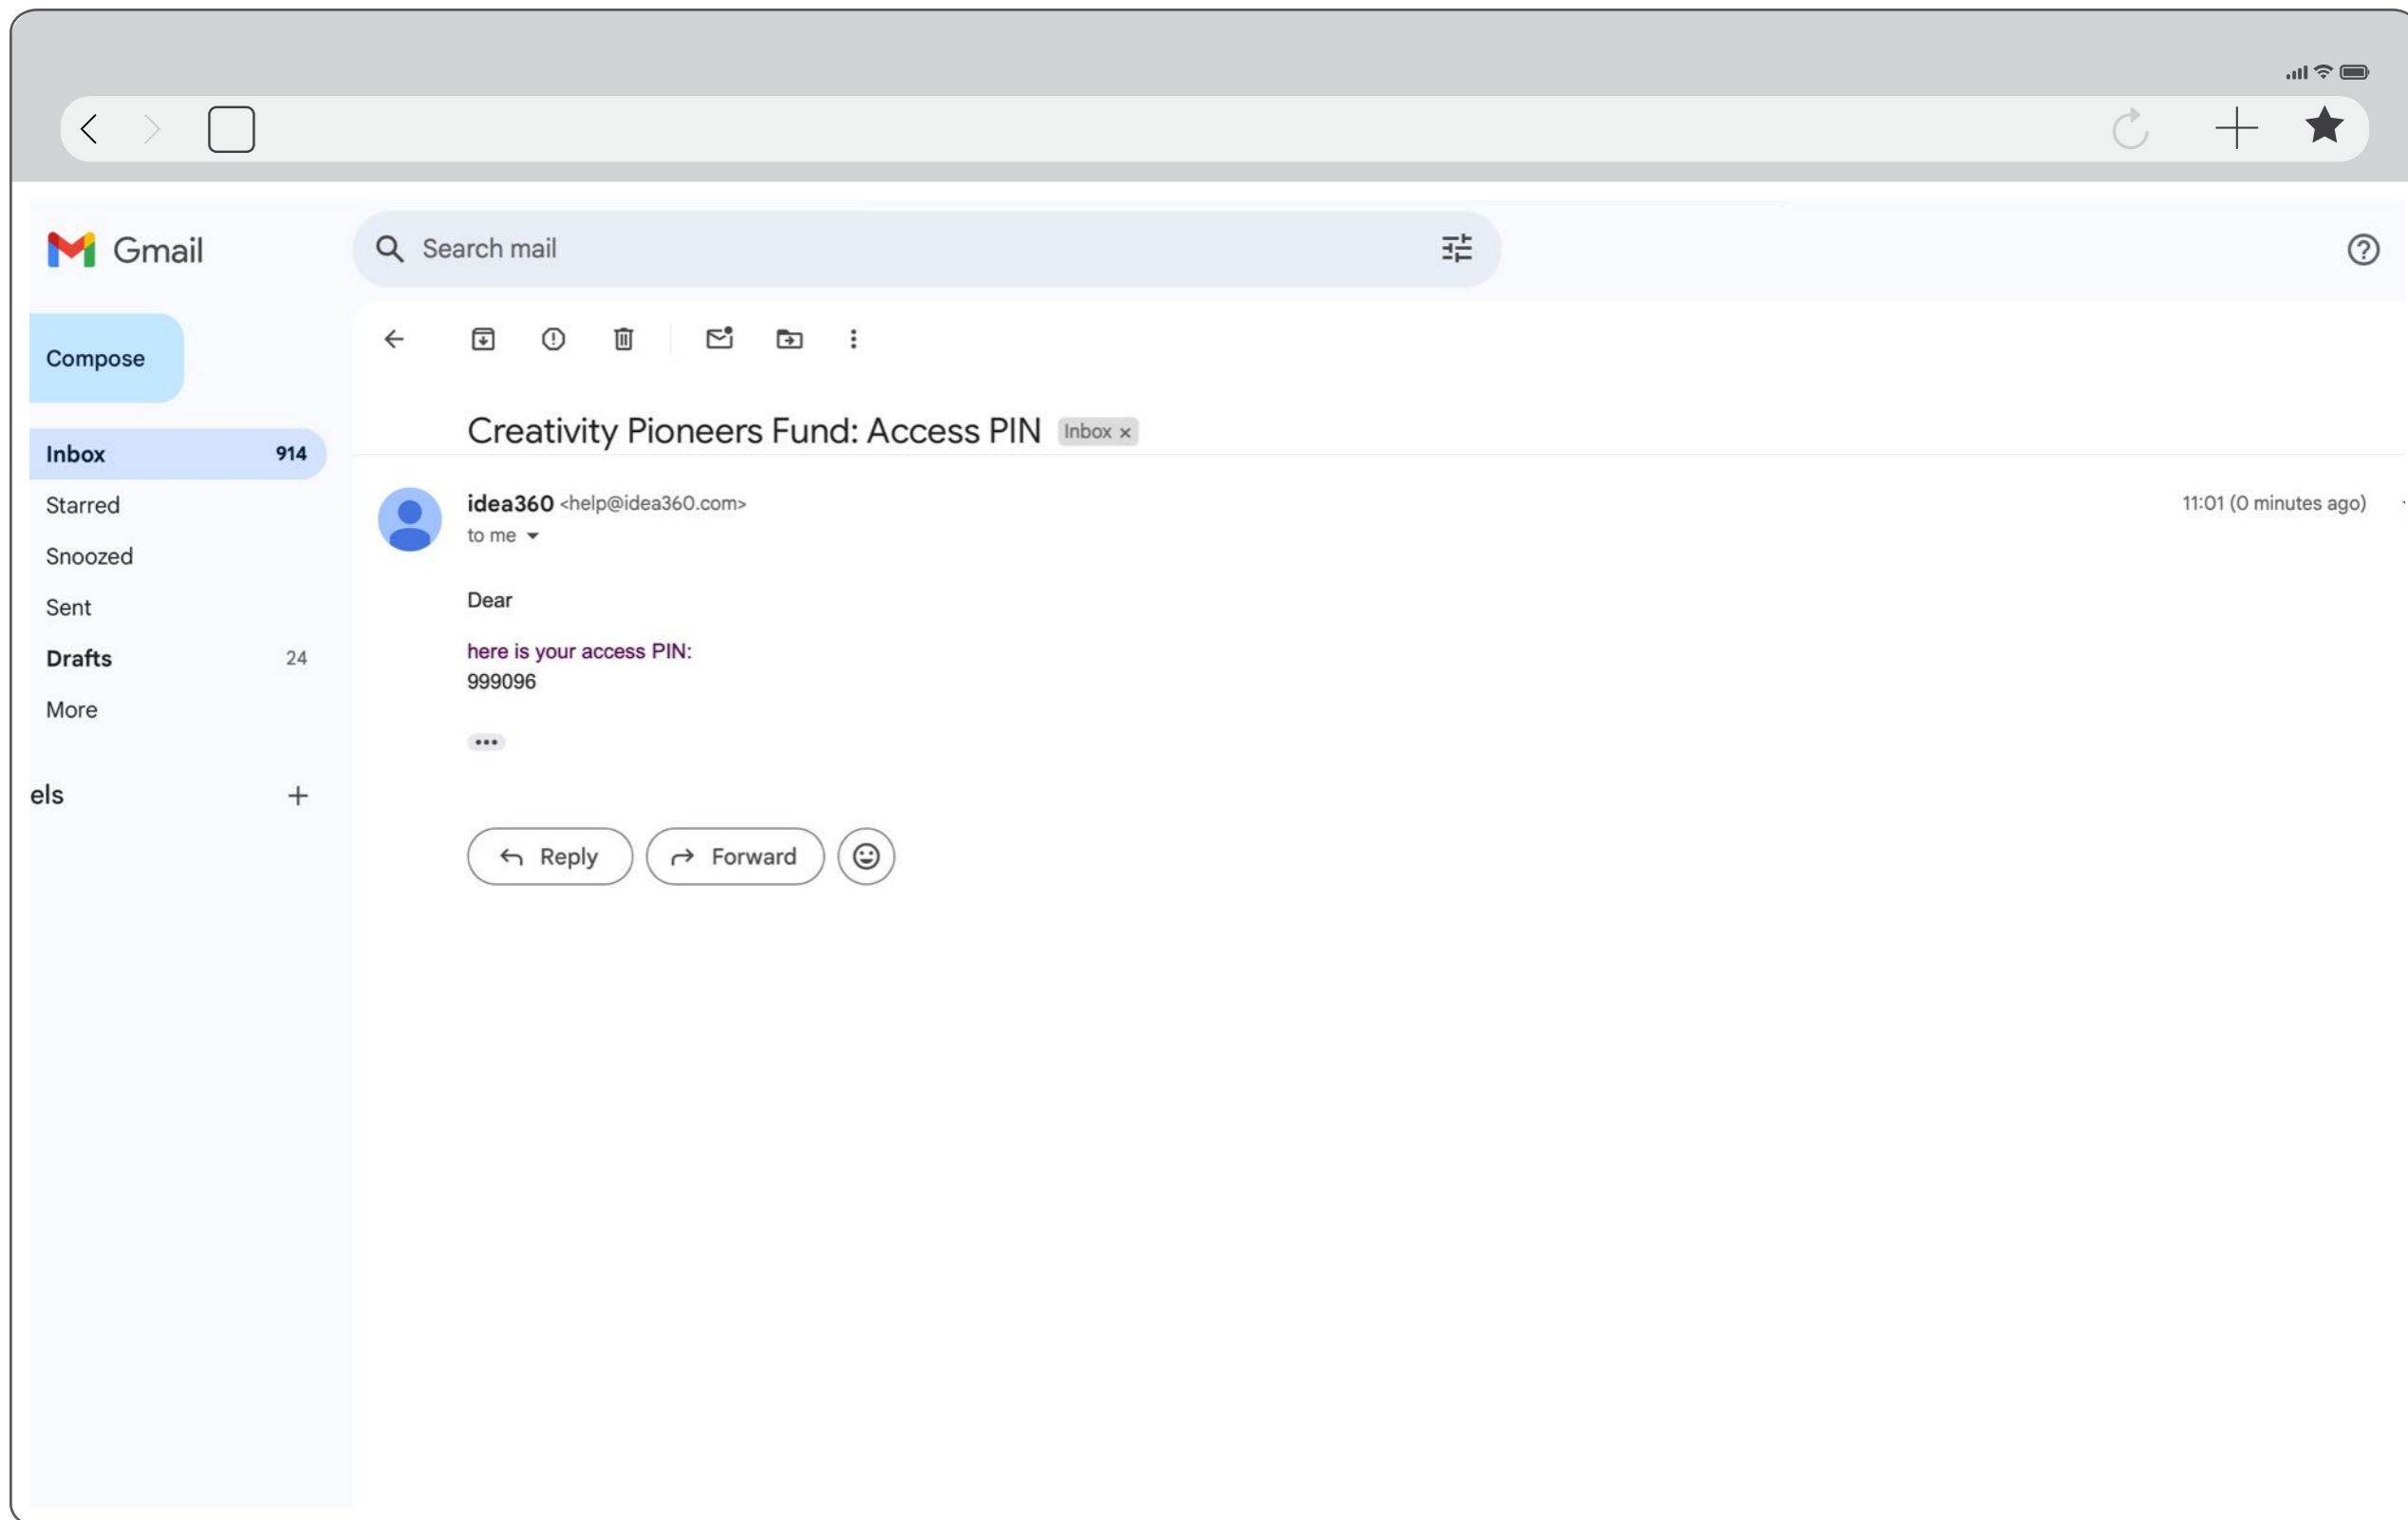 Gmail
Search mail
Compose
Inbox 914
Starred
Snoozed
Sent
Drafts 24
More
els
Creativity Pioneers Fund: Access PIN Inbox x
idea360 <help@idea360.com> 11:01 (0 minutes ago)
to me
Dear
here is your access PIN:
999096
Reply Forward